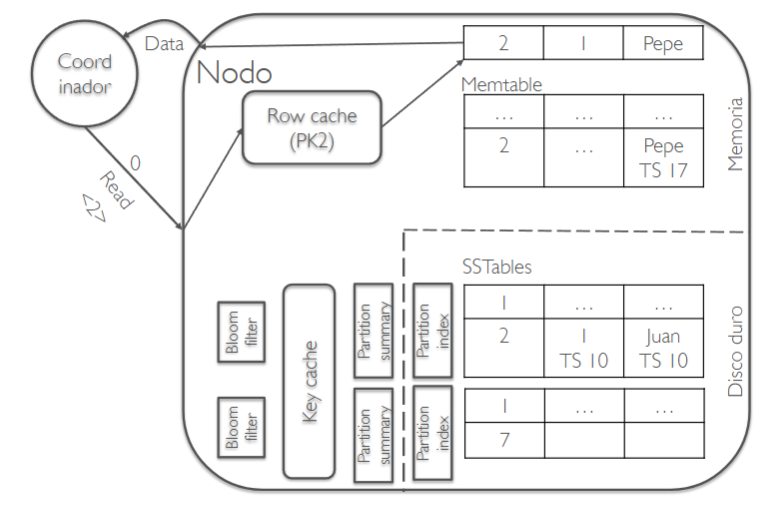 Data
Coord
inador
Nodo
0
Read
<2>
Row cache
(PK2)
2 1 Pepe
Memtable
... ... ...
2 ... Pepe
TS 17
Memoria
SSTables
1 ... ...
2 1 Juan
TS 10 TS 10
1 ... ...
7
Disco duro
Bloom
filter
Key cache
Partition
summary
Partition
index
Bloom
filter
Partition
summary
Partition
index